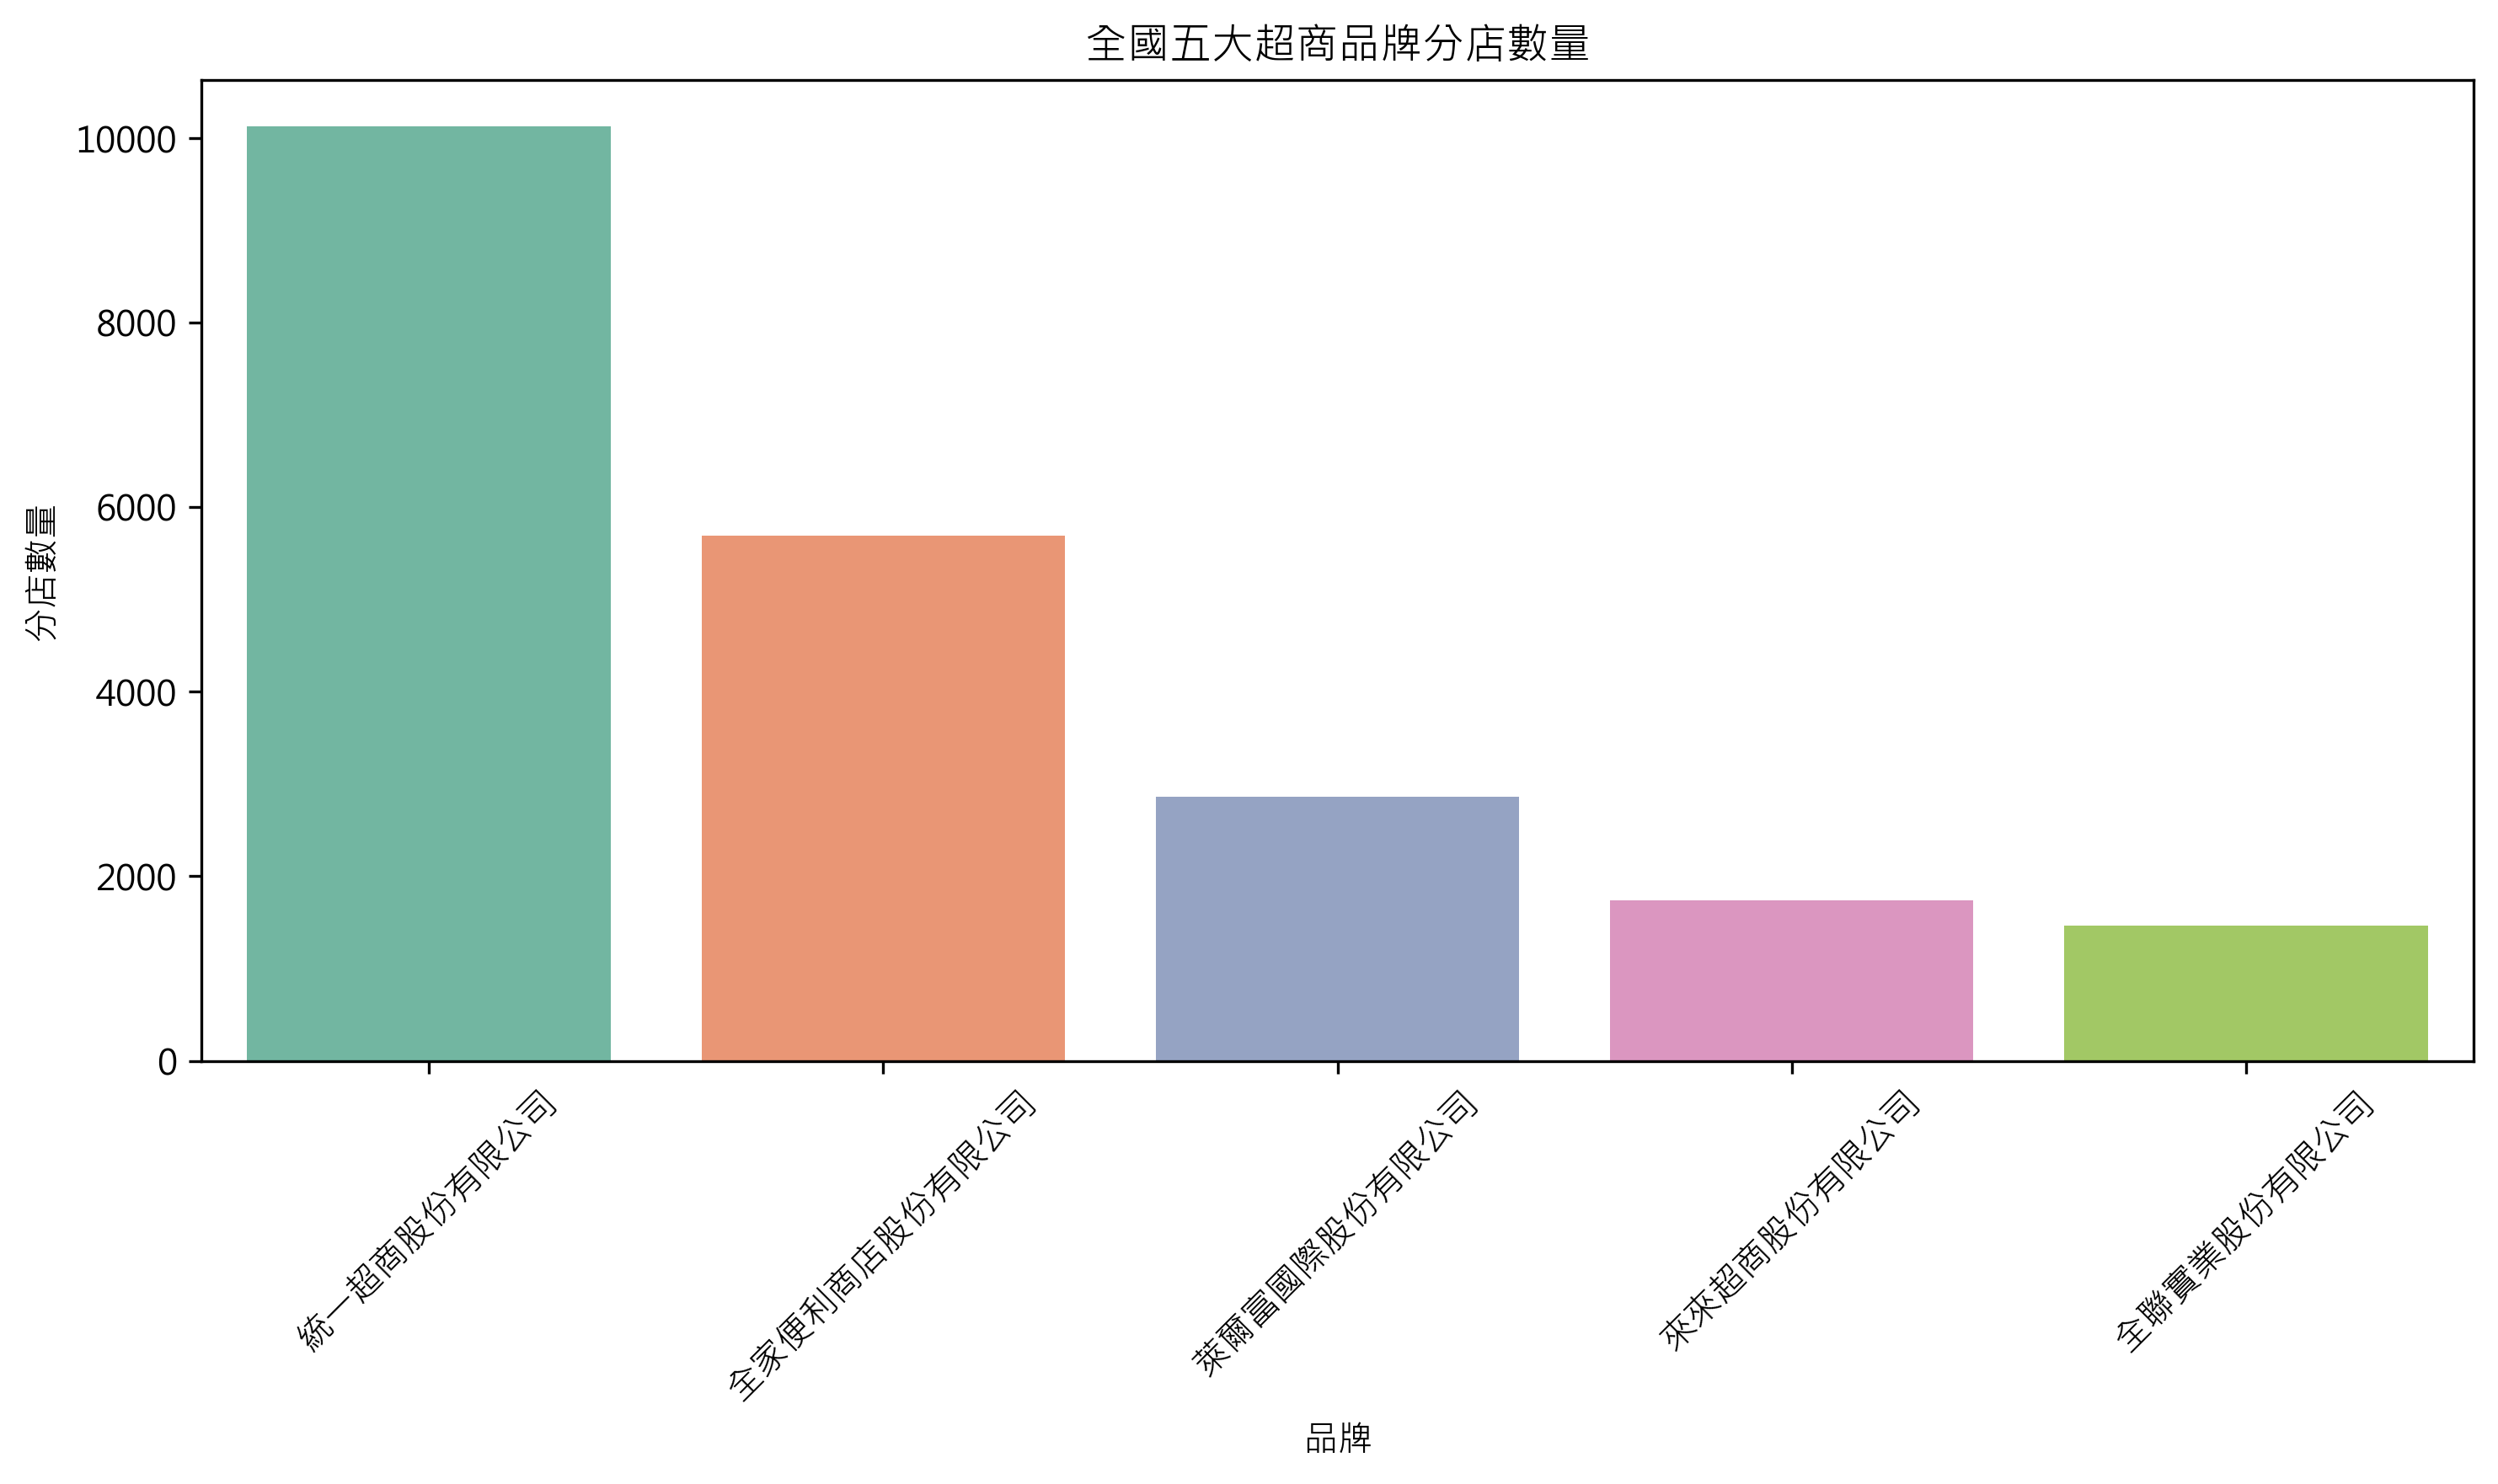 全國五大超商品牌分店數量
分店數量
10000
8000
6000
4000
2000
0
統一超商股份有限公司
全家便利商店股份有限公司
萊爾富國際股份有限公司
來來超商股份有限公司
全聯實業股份有限公司
品牌